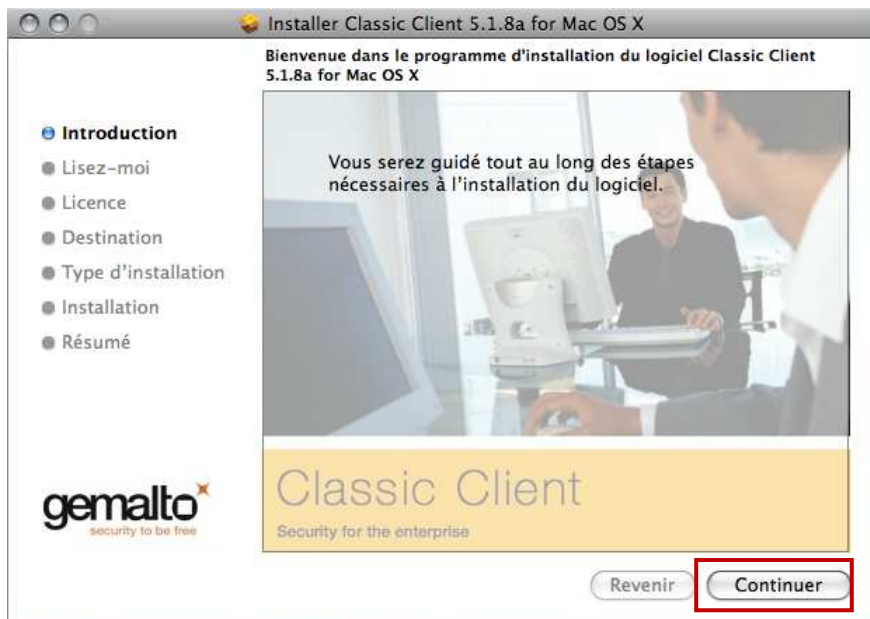 Installer Classic Client 5.1.8a for Mac OS X
Bienvenue dans le programme d'installation du logiciel Classic Client
5.1.8a for Mac OS X
Introduction
Lisez-moi
Licence
Destination
Type d'installation
Installation
Résumé
Vous serez guidé tout au long des étapes
nécessaires à l'installation du logiciel.
gemalto
security to be free
Classic Client
Security for the enterprise
Revenir
Continuer